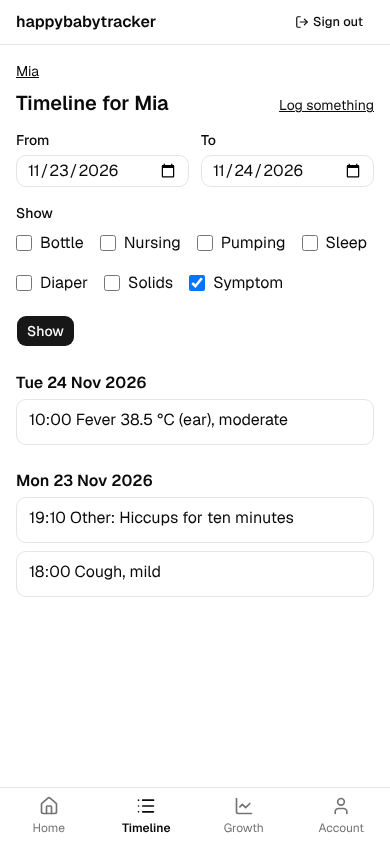 happybabytracker
Sign out
Mia
Timeline for Mia
Log something
From
To
11/23/2026
11/24/2026
Show
Bottle Nursing Pumping Sleep
Diaper Solids Symptom
Show
Tue 24 Nov 2026
10:00 Fever 38.5 °C (ear), moderate
Mon 23 Nov 2026
19:10 Other: Hiccups for ten minutes
18:00 Cough, mild
Home Timeline Growth Account